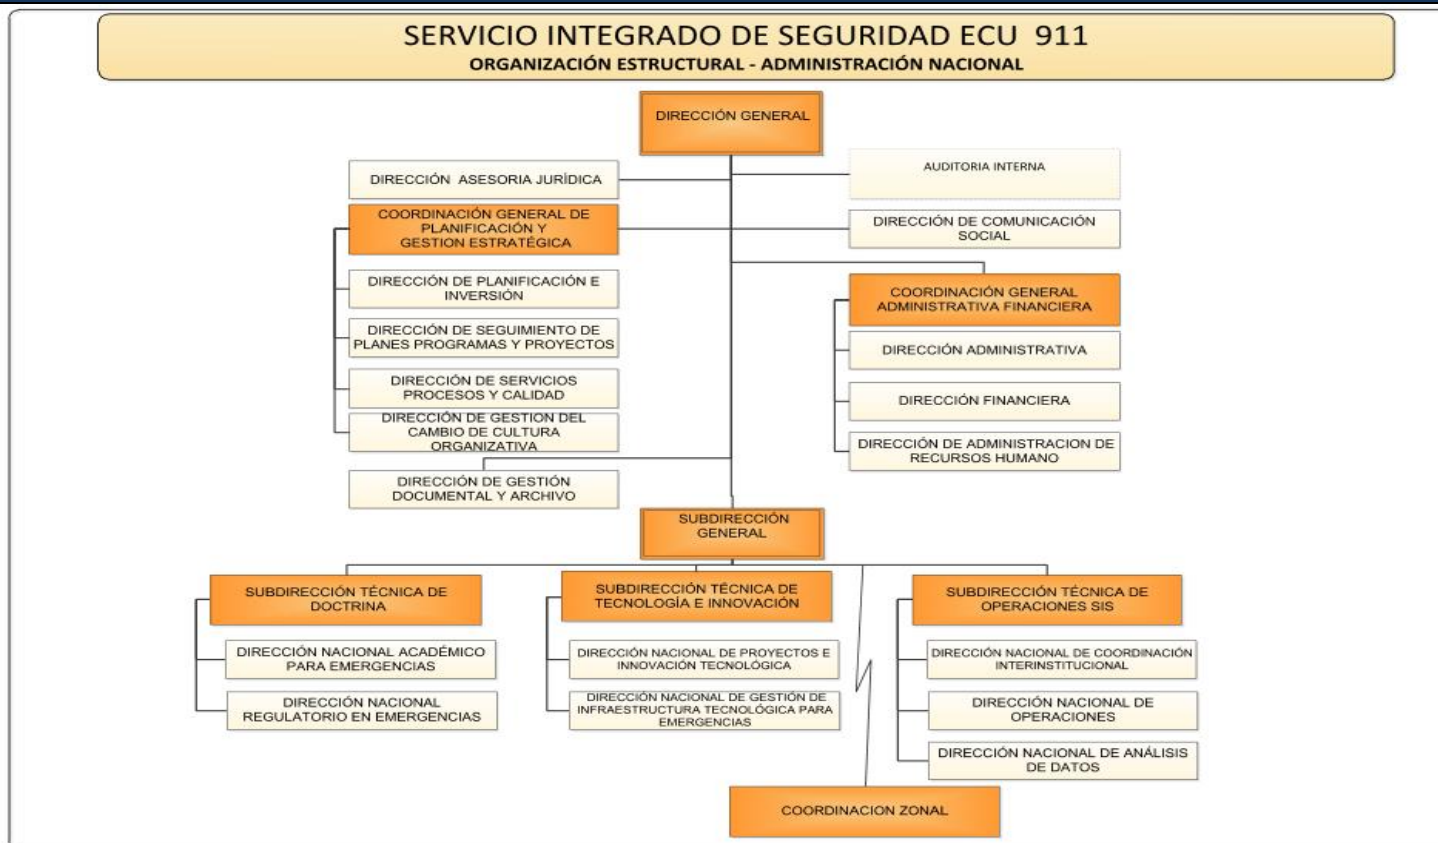 SERVICIO INTEGRADO DE SEGURIDAD ECU 911
ORGANIZACIÓN ESTRUCTURAL - ADMINISTRACIÓN NACIONAL
DIRECCIÓN GENERAL
DIRECCIÓN ASESORIA JURÍDICA
AUDITORIA INTERNA
COORDINACIÓN GENERAL DE
PLANIFICACIÓN Y
GESTION ESTRATÉGICA
DIRECCIÓN DE COMUNICACIÓN
SOCIAL
DIRECCIÓN DE PLANIFICACIÓN E
INVERSIÓN
DIRECCIÓN DE SEGUIMIENTO DE
PLANES PROGRAMAS Y PROYECTOS
DIRECCIÓN DE SERVICIOS
PROCESOS Y CALIDAD
DIRECCIÓN DE GESTION DEL
CAMBIO DE CULTURA
ORGANIZATIVA
DIRECCIÓN DE GESTIÓN
DOCUMENTAL Y ARCHIVO
COORDINACIÓN GENERAL
ADMINISTRATIVA FINANCIERA
DIRECCIÓN ADMINISTRATIVA
DIRECCIÓN FINANCIERA
DIRECCIÓN DE ADMINISTRACION DE
RECURSOS HUMANO
SUBDIRECCIÓN
GENERAL
SUBDIRECCIÓN TÉCNICA DE
DOCTRINA
DIRECCIÓN NACIONAL ACADÉMICO
PARA EMERGENCIAS
DIRECCIÓN NACIONAL
REGULATORIO EN EMERGENCIAS
SUBDIRECCIÓN TÉCNICA DE
TECNOLOGÍA E INNOVACIÓN
DIRECCIÓN NACIONAL DE PROYECTOS E
INNOVACIÓN TECNOLÓGICA
DIRECCIÓN NACIONAL DE GESTIÓN DE
INFRAESTRUCTURA TECNOLÓGICA PARA
EMERGENCIAS
SUBDIRECCIÓN TÉCNICA DE
OPERACIONES SIS
DIRECCIÓN NACIONAL DE COORDINACIÓN
INTERINSTITUCIONAL
DIRECCIÓN NACIONAL DE
OPERACIONES
DIRECCIÓN NACIONAL DE ANÁLISIS
DE DATOS
COORDINACION ZONAL